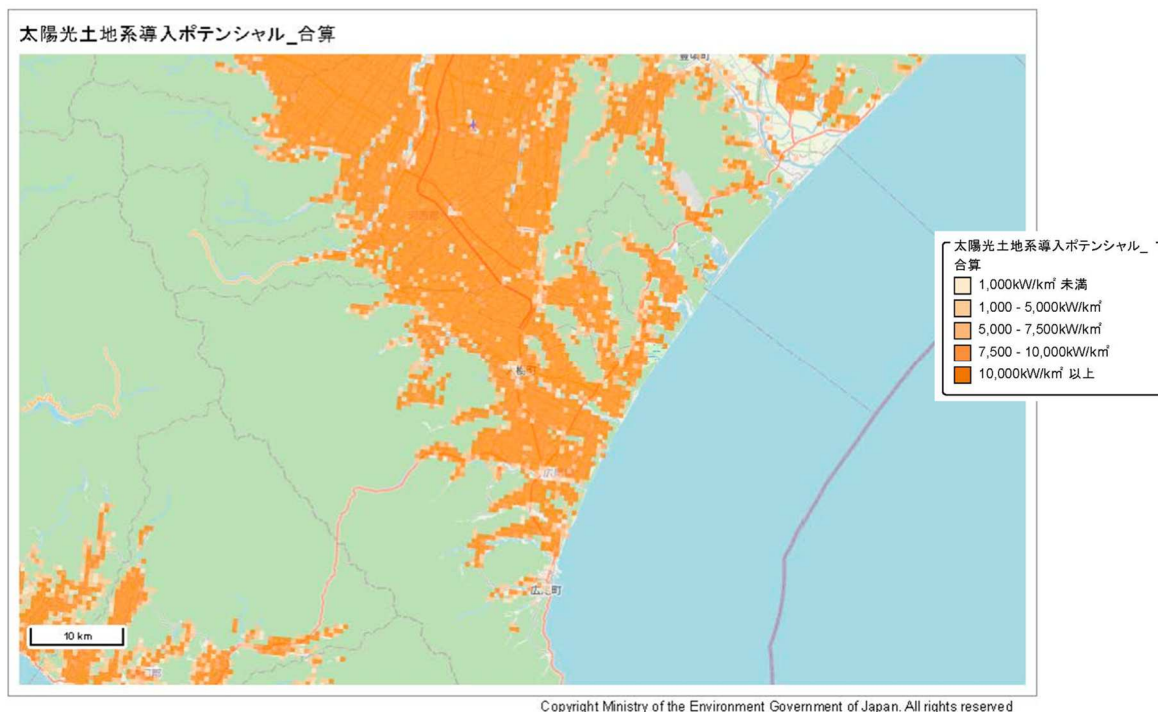 太陽光土地系導入ポテンシャル_合算
豊頃町
広尾町
10 km
太陽光土地系導入ポテンシャル_
合算
1,000kW/k㎡ 未満
1,000 - 5,000kW/k㎡
5,000 - 7,500kW/k㎡
7,500 - 10,000kW/k㎡
10,000kW/k㎡ 以上
Copyright Ministry of the Environment Government of Japan. All rights reserved